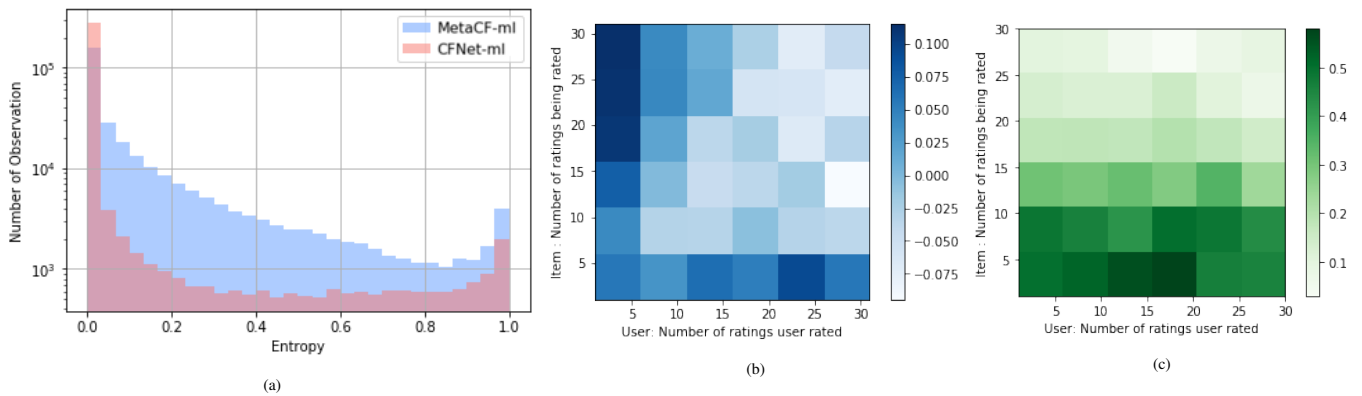 MetaCF-ml
CFNet-ml
Number of Observation
10^5
10^4
10^3
0.0 0.2 0.4 0.6 0.8 1.0
Entropy
(a)
Item : Number of ratings being rated
30
25
20
15
10
5
5 10 15 20 25 30
User: Number of ratings user rated
0.100
0.075
0.050
0.025
0.000
−0.025
−0.050
−0.075
(b)
Item : Number of ratings being rated
30
25
20
15
10
5
5 10 15 20 25 30
User: Number of ratings user rated
0.5
0.4
0.3
0.2
0.1
(c)